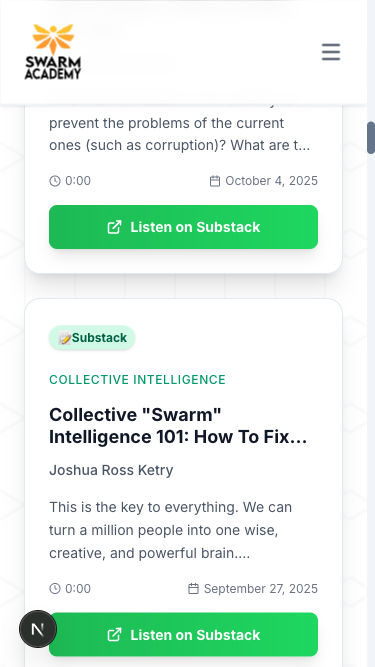 SWARM
ACADEMY
prevent the problems of the current
ones (such as corruption)? What are t...
0:00
October 4, 2025
Listen on Substack
Substack
COLLECTIVE INTELLIGENCE
Collective "Swarm"
Intelligence 101: How To Fix...
Joshua Ross Ketry
This is the key to everything. We can
turn a million people into one wise,
creative, and powerful brain....
0:00
September 27, 2025
N
Listen on Substack